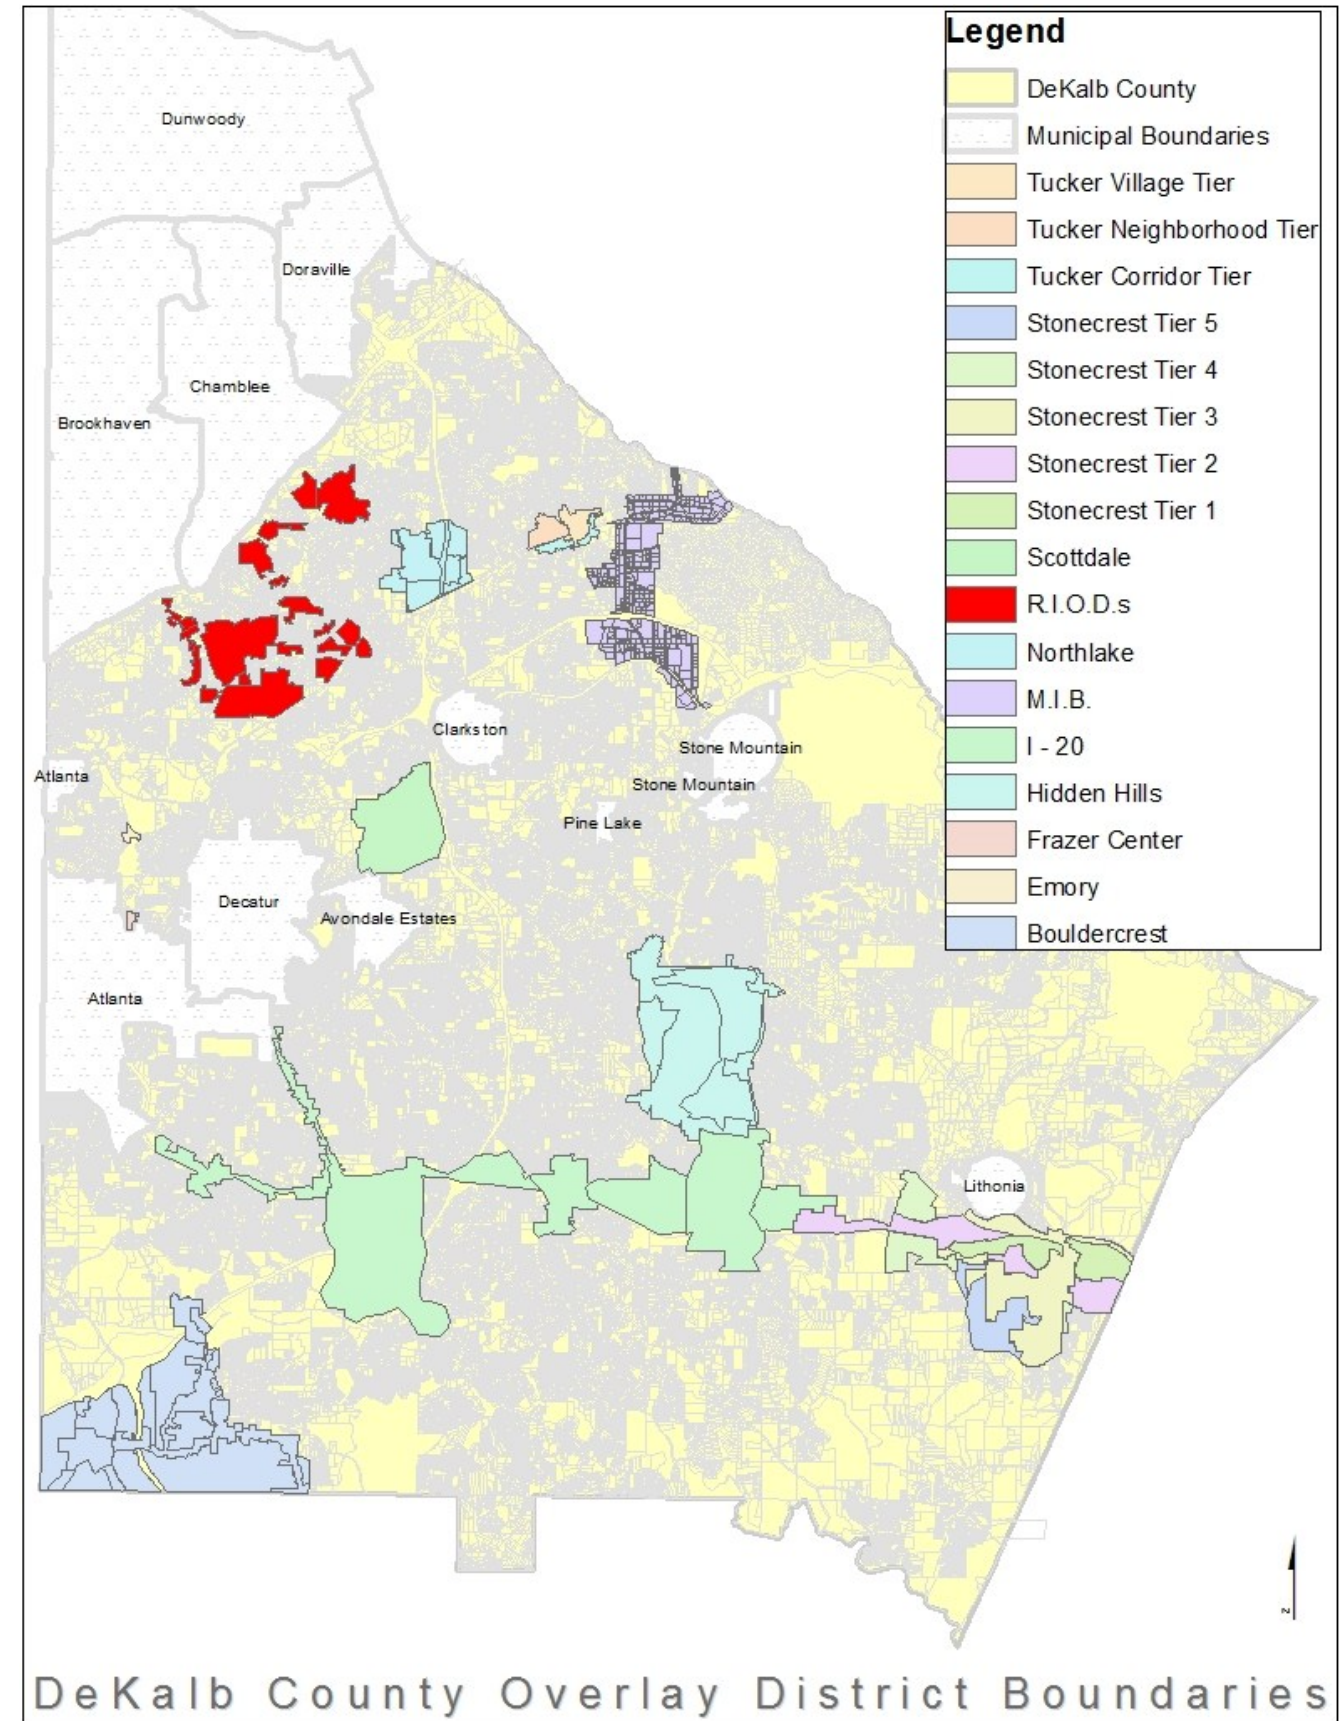 Legend
DeKalb County
Municipal Boundaries
Tucker Village Tier
Tucker Neighborhood Tier
Tucker Corridor Tier
Stonecrest Tier 5
Stonecrest Tier 4
Stonecrest Tier 3
Stonecrest Tier 2
Stonecrest Tier 1
Scottdale
R.I.O.D.s
Northlake
M.I.B.
I - 20
Hidden Hills
Frazer Center
Emory
Bouldercrest
Dunwoody
Doraville
Chamblee
Brookhaven
Clarkston
Stone Mountain
Atlanta
Stone Mountain
Pine Lake
Decatur
Avondale Estates
Atlanta
Lithonia
N
DeKalb County Overlay District Boundaries